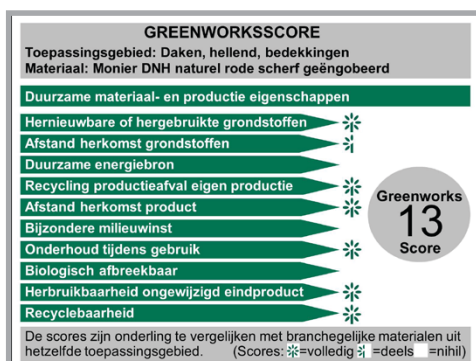 GREENWORKSSCORE
Toepassingsgebied: Daken, hellend, bedekkingen
Materiaal: Monier DNH naturel rode scherf geëngobeerd
Duurzame materiaal- en productie eigenschappen
Hernieuwbare of hergebruikte grondstoffen
Afstand herkomst grondstoffen
Duurzame energiebron
Recycling productieafval eigen productie
Afstand herkomst product
Bijzondere milieuwinst
Onderhoud tijdens gebruik
Biologisch afbreekbaar
Herbruikbaarheid ongewijzigd eindproduct
Recyclebaarheid
Greenworks
13
Score
De scores zijn onderling te vergelijken met branchegelijke materialen uit
hetzelfde toepassingsgebied. (Scores: =volledig =deels =nihil)